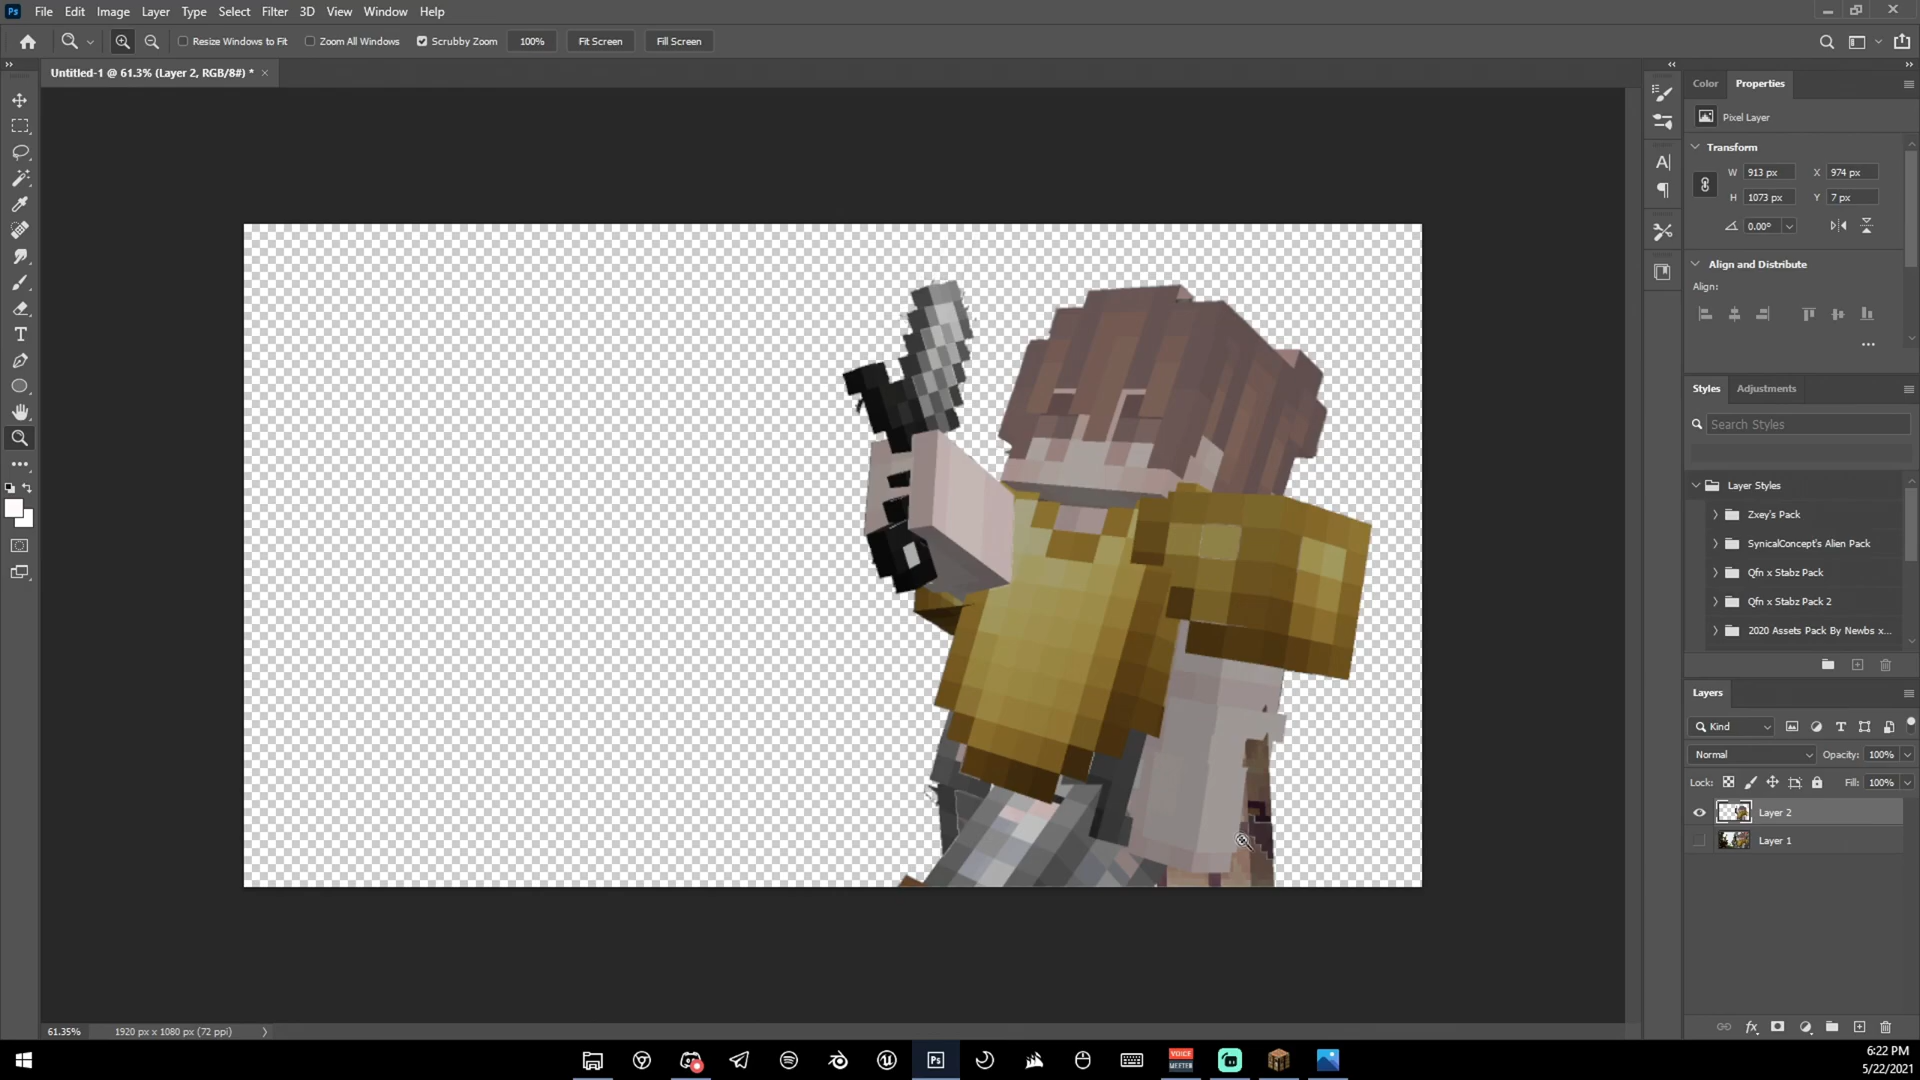 Ps File Edit Image Layer Type Select Filter 3D View Window Help
Resize Windows to Fit Zoom All Windows Scrubby Zoom 100% Fit Screen Fill Screen
Untitled-1 @ 61.3% (Layer 2, RGB/8#) *
Color Properties
Pixel Layer
Transform
W 913 px X 974 px
H 1073 px Y 7 px
0.00°
Align and Distribute
Align:
Styles Adjustments
Search Styles
Layer Styles
Zxey's Pack
SynicalConcept's Alien Pack
Qfn x Stabz Pack
Qfn x Stabz Pack 2
2020 Assets Pack By Newbs x...
Layers
Kind
Normal Opacity: 100%
Lock: Fill: 100%
Layer 2
Layer 1
61.35% 1920 px x 1080 px (72 ppi)
Ps
VOICE
MEETER
6:22 PM
5/22/2021